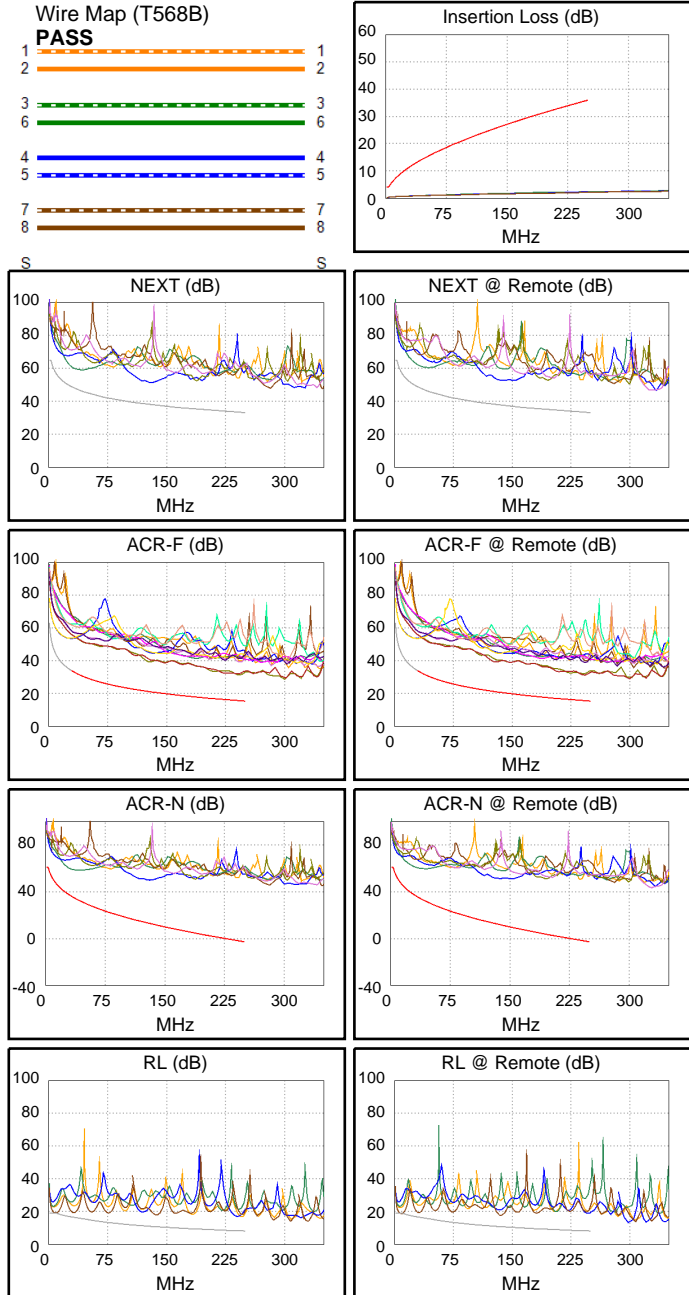 Wire Map (T568B)
PASS
1 1
2 2
3 3
6 6
4 4
5 5
7 7
8 8
S S
Insertion Loss (dB)
60
50
40
30
20
10
0
0 75 150 225 300
MHz
NEXT (dB)
100
80
60
40
20
0
0 75 150 225 300
MHz
NEXT @ Remote (dB)
100
80
60
40
20
0
0 75 150 225 300
MHz
ACR-F (dB)
100
80
60
40
20
0
0 75 150 225 300
MHz
ACR-F @ Remote (dB)
100
80
60
40
20
0
0 75 150 225 300
MHz
ACR-N (dB)
80
40
0
-40
0 75 150 225 300
MHz
ACR-N @ Remote (dB)
80
40
0
-40
0 75 150 225 300
MHz
RL (dB)
100
80
60
40
20
0
0 75 150 225 300
MHz
RL @ Remote (dB)
100
80
60
40
20
0
0 75 150 225 300
MHz